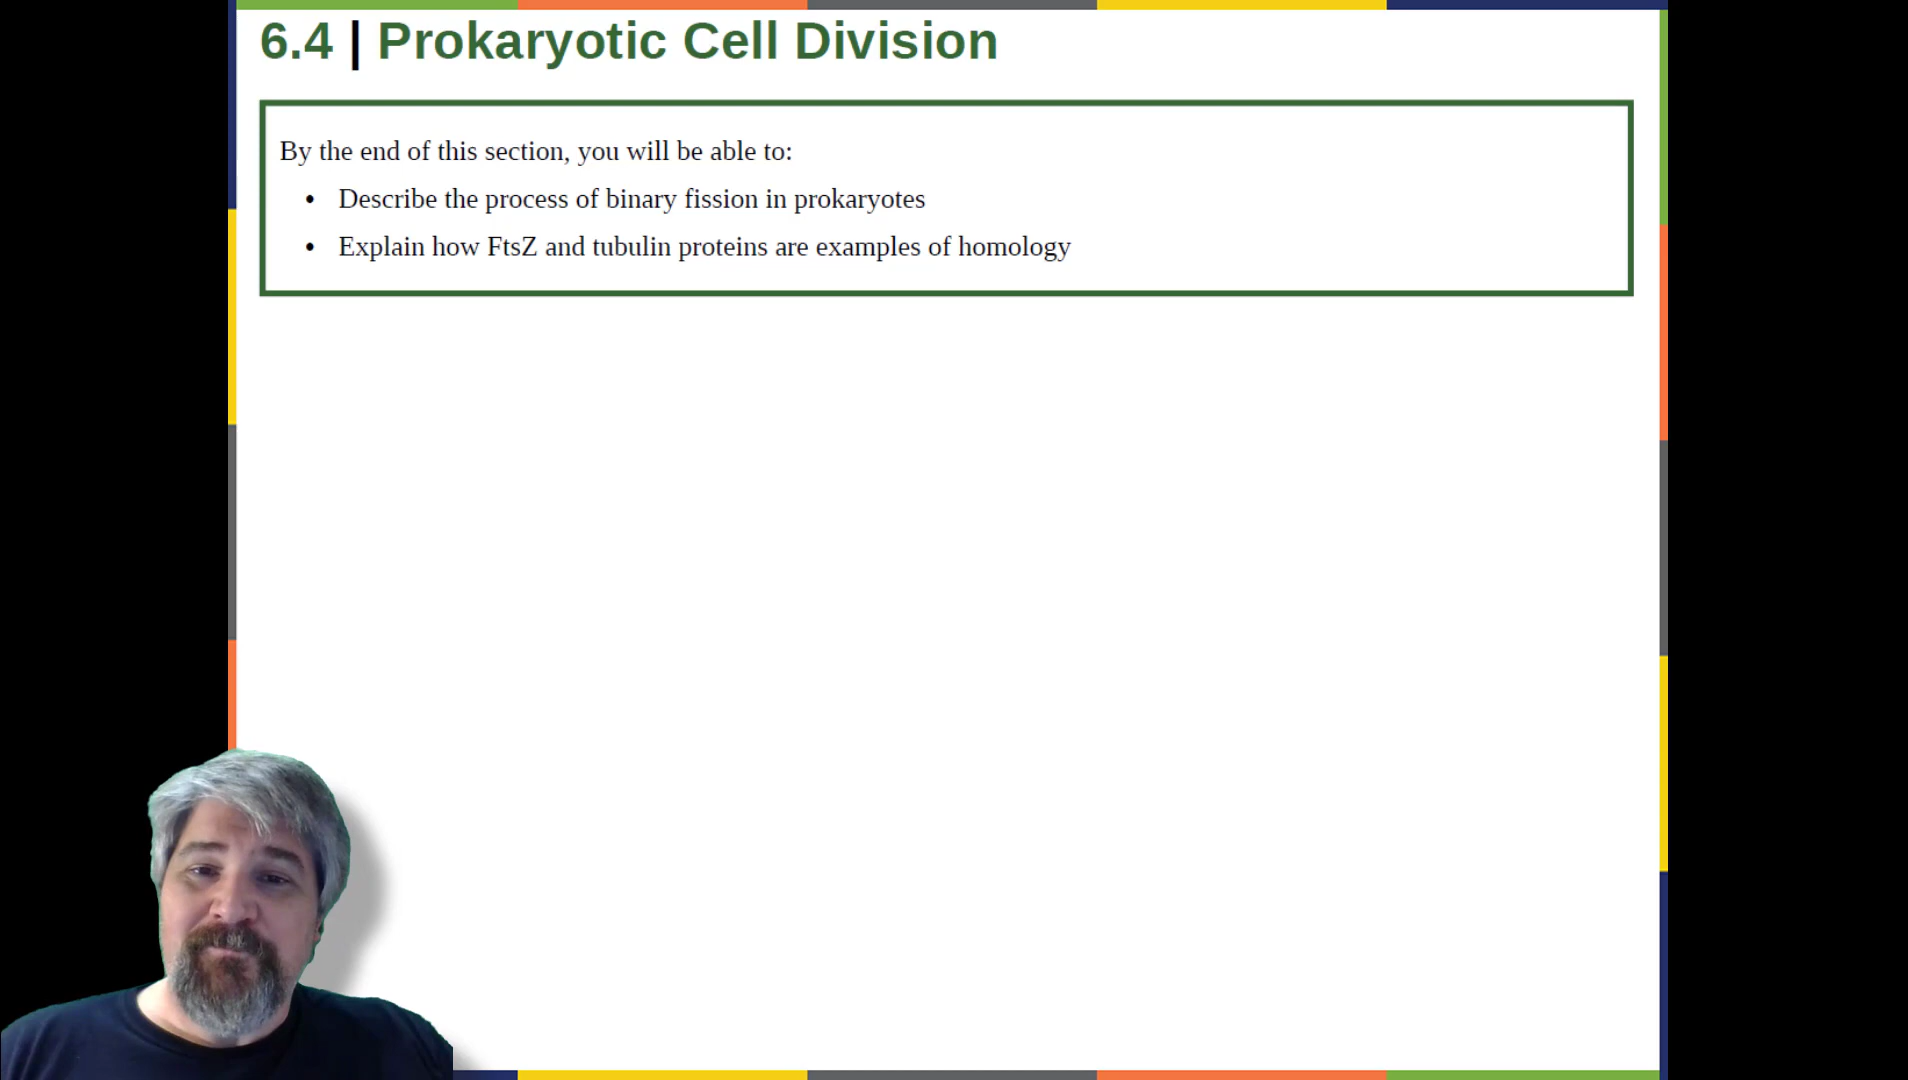 6.4 | Prokaryotic Cell Division
By the end of this section, you will be able to:
• Describe the process of binary fission in prokaryotes
• Explain how FtsZ and tubulin proteins are examples of homology